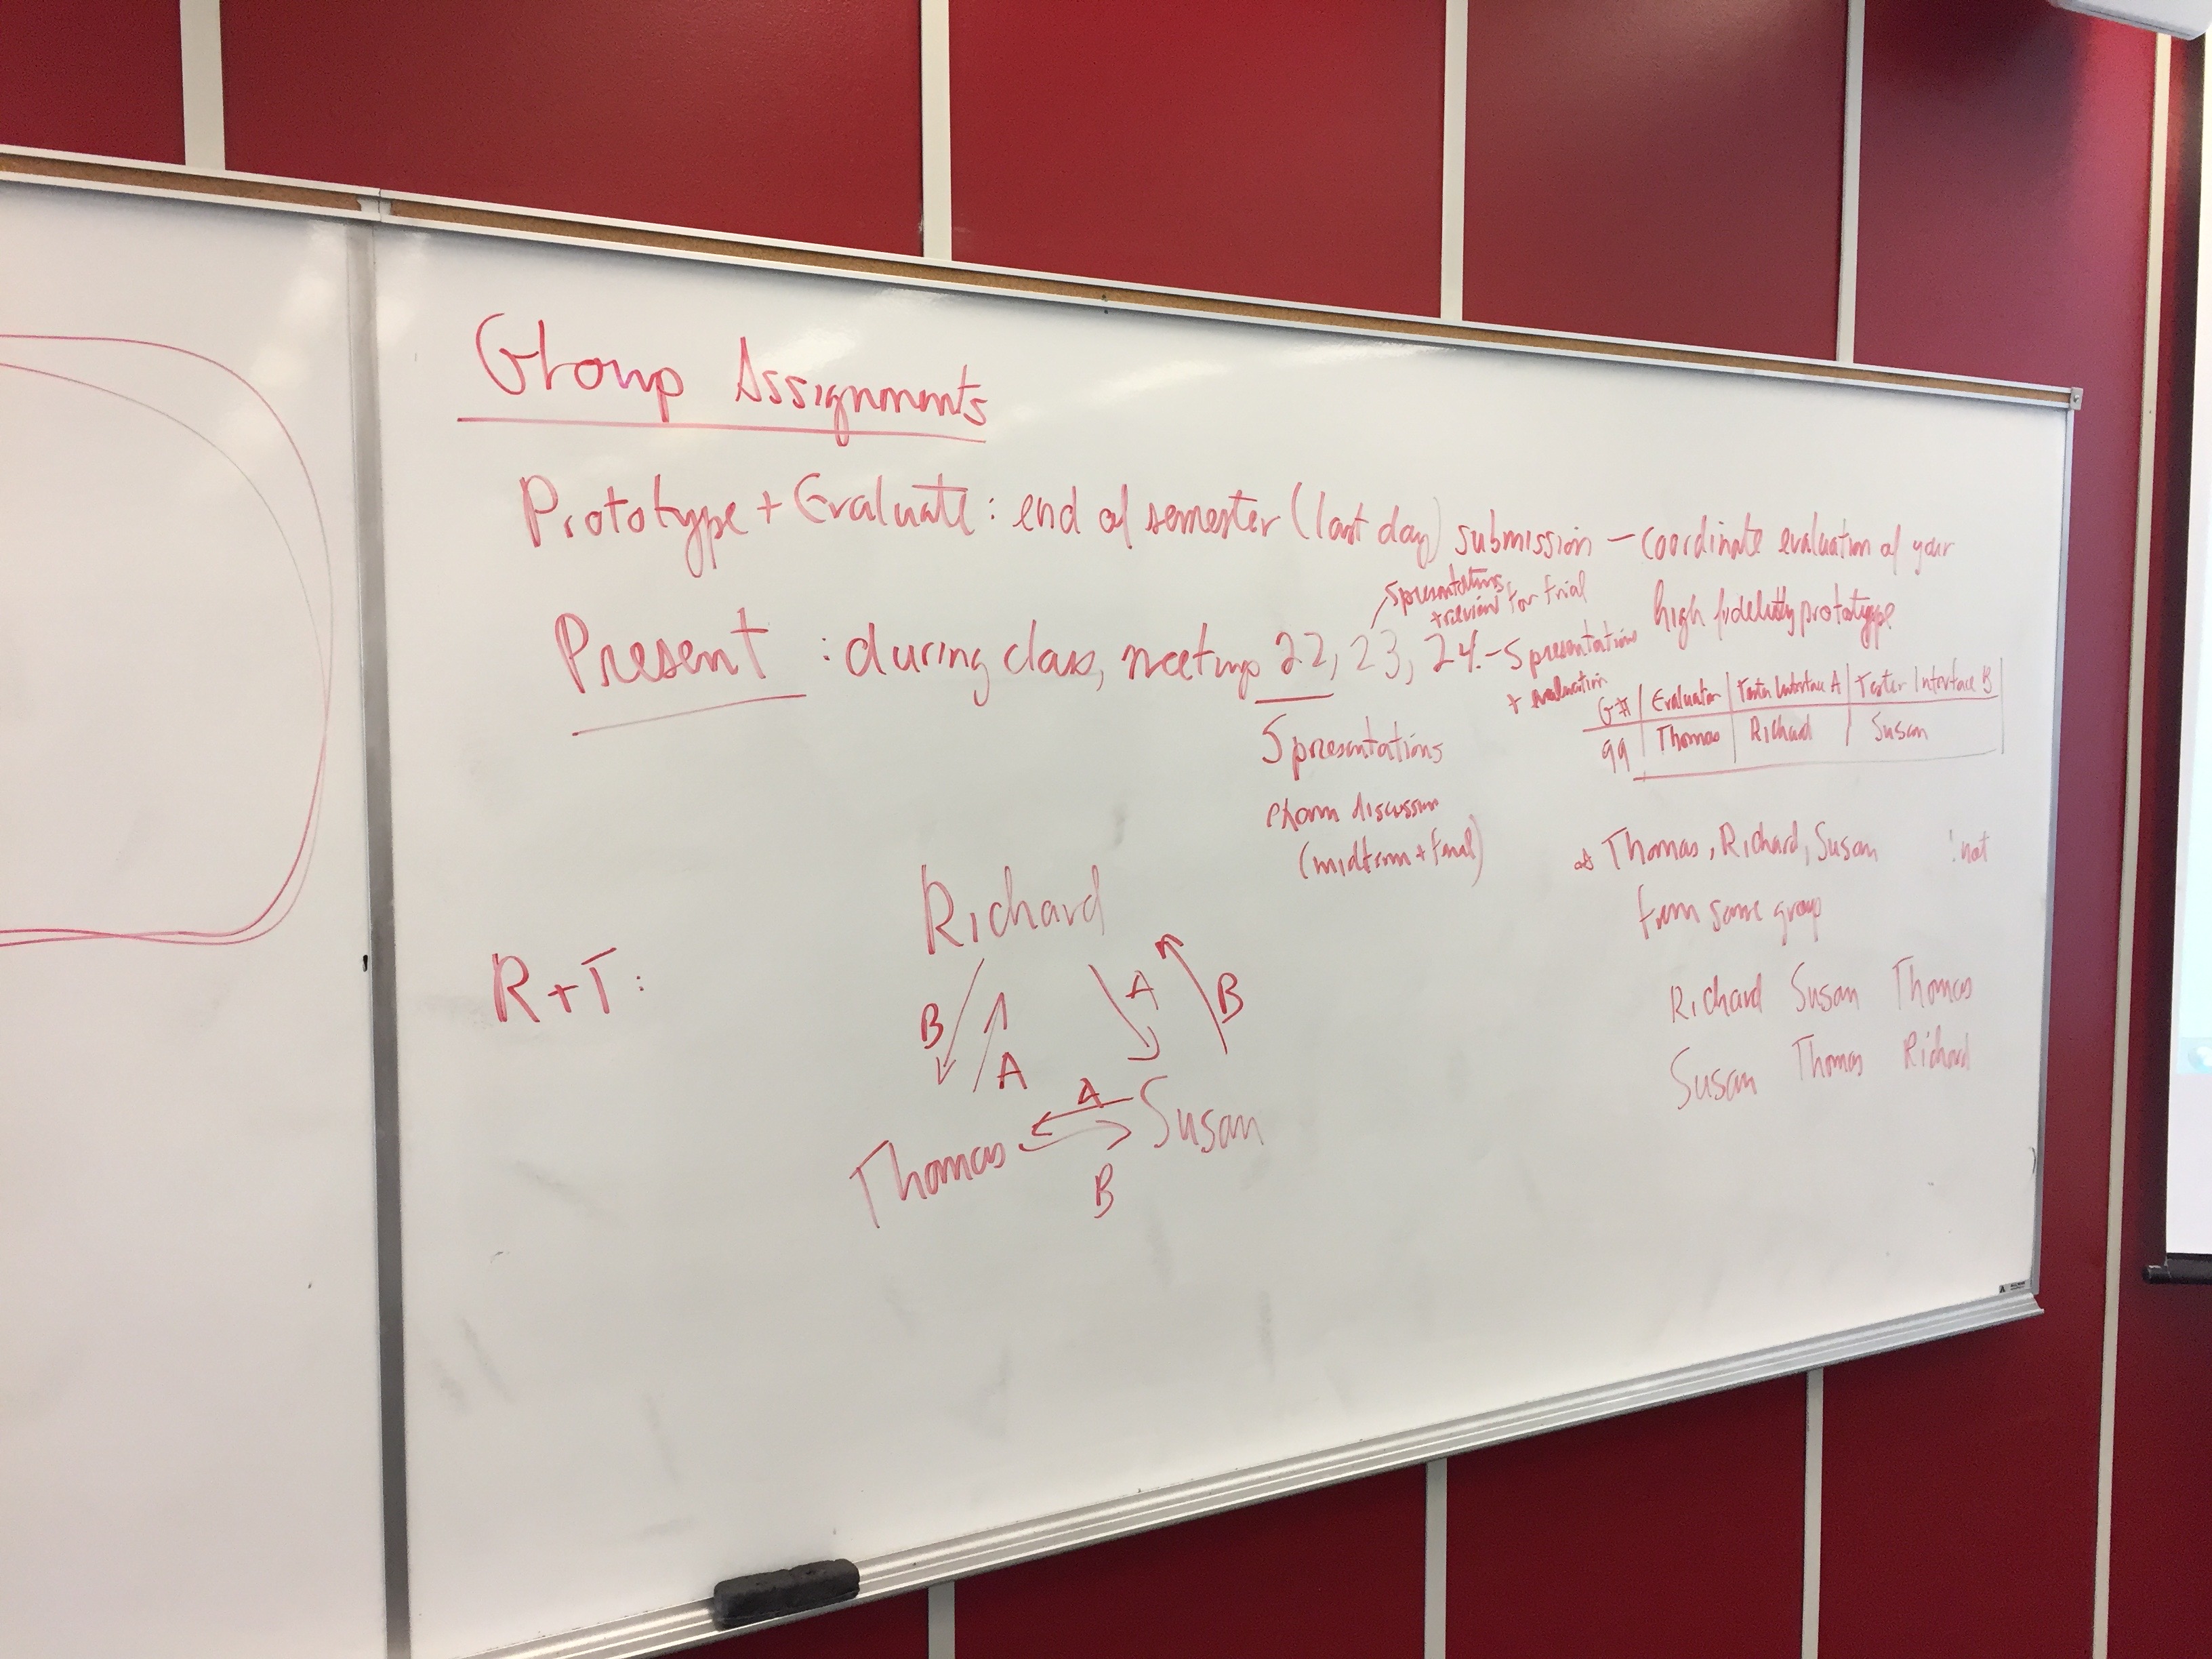 Group Assignments
Prototype + Evaluate: end of semester (last day) submission - coordinate evaluation of your
high fidelity prototype
Present : during class, meetings 22, 23, 24. - 5 presentations
+ evaluation
5 presentations
+ review for final
5 presentations
exam discussion
(midterm + final)
G# | Evaluator | Tester Interface A | Tester Interface B
99 | Thomas | Richard | Susan
Thomas, Richard, Susan : not
from same group
Richard Susan Thomas
Susan Thomas Richard
R+T:
Richard
B A A B
A
Thomas Susan
B